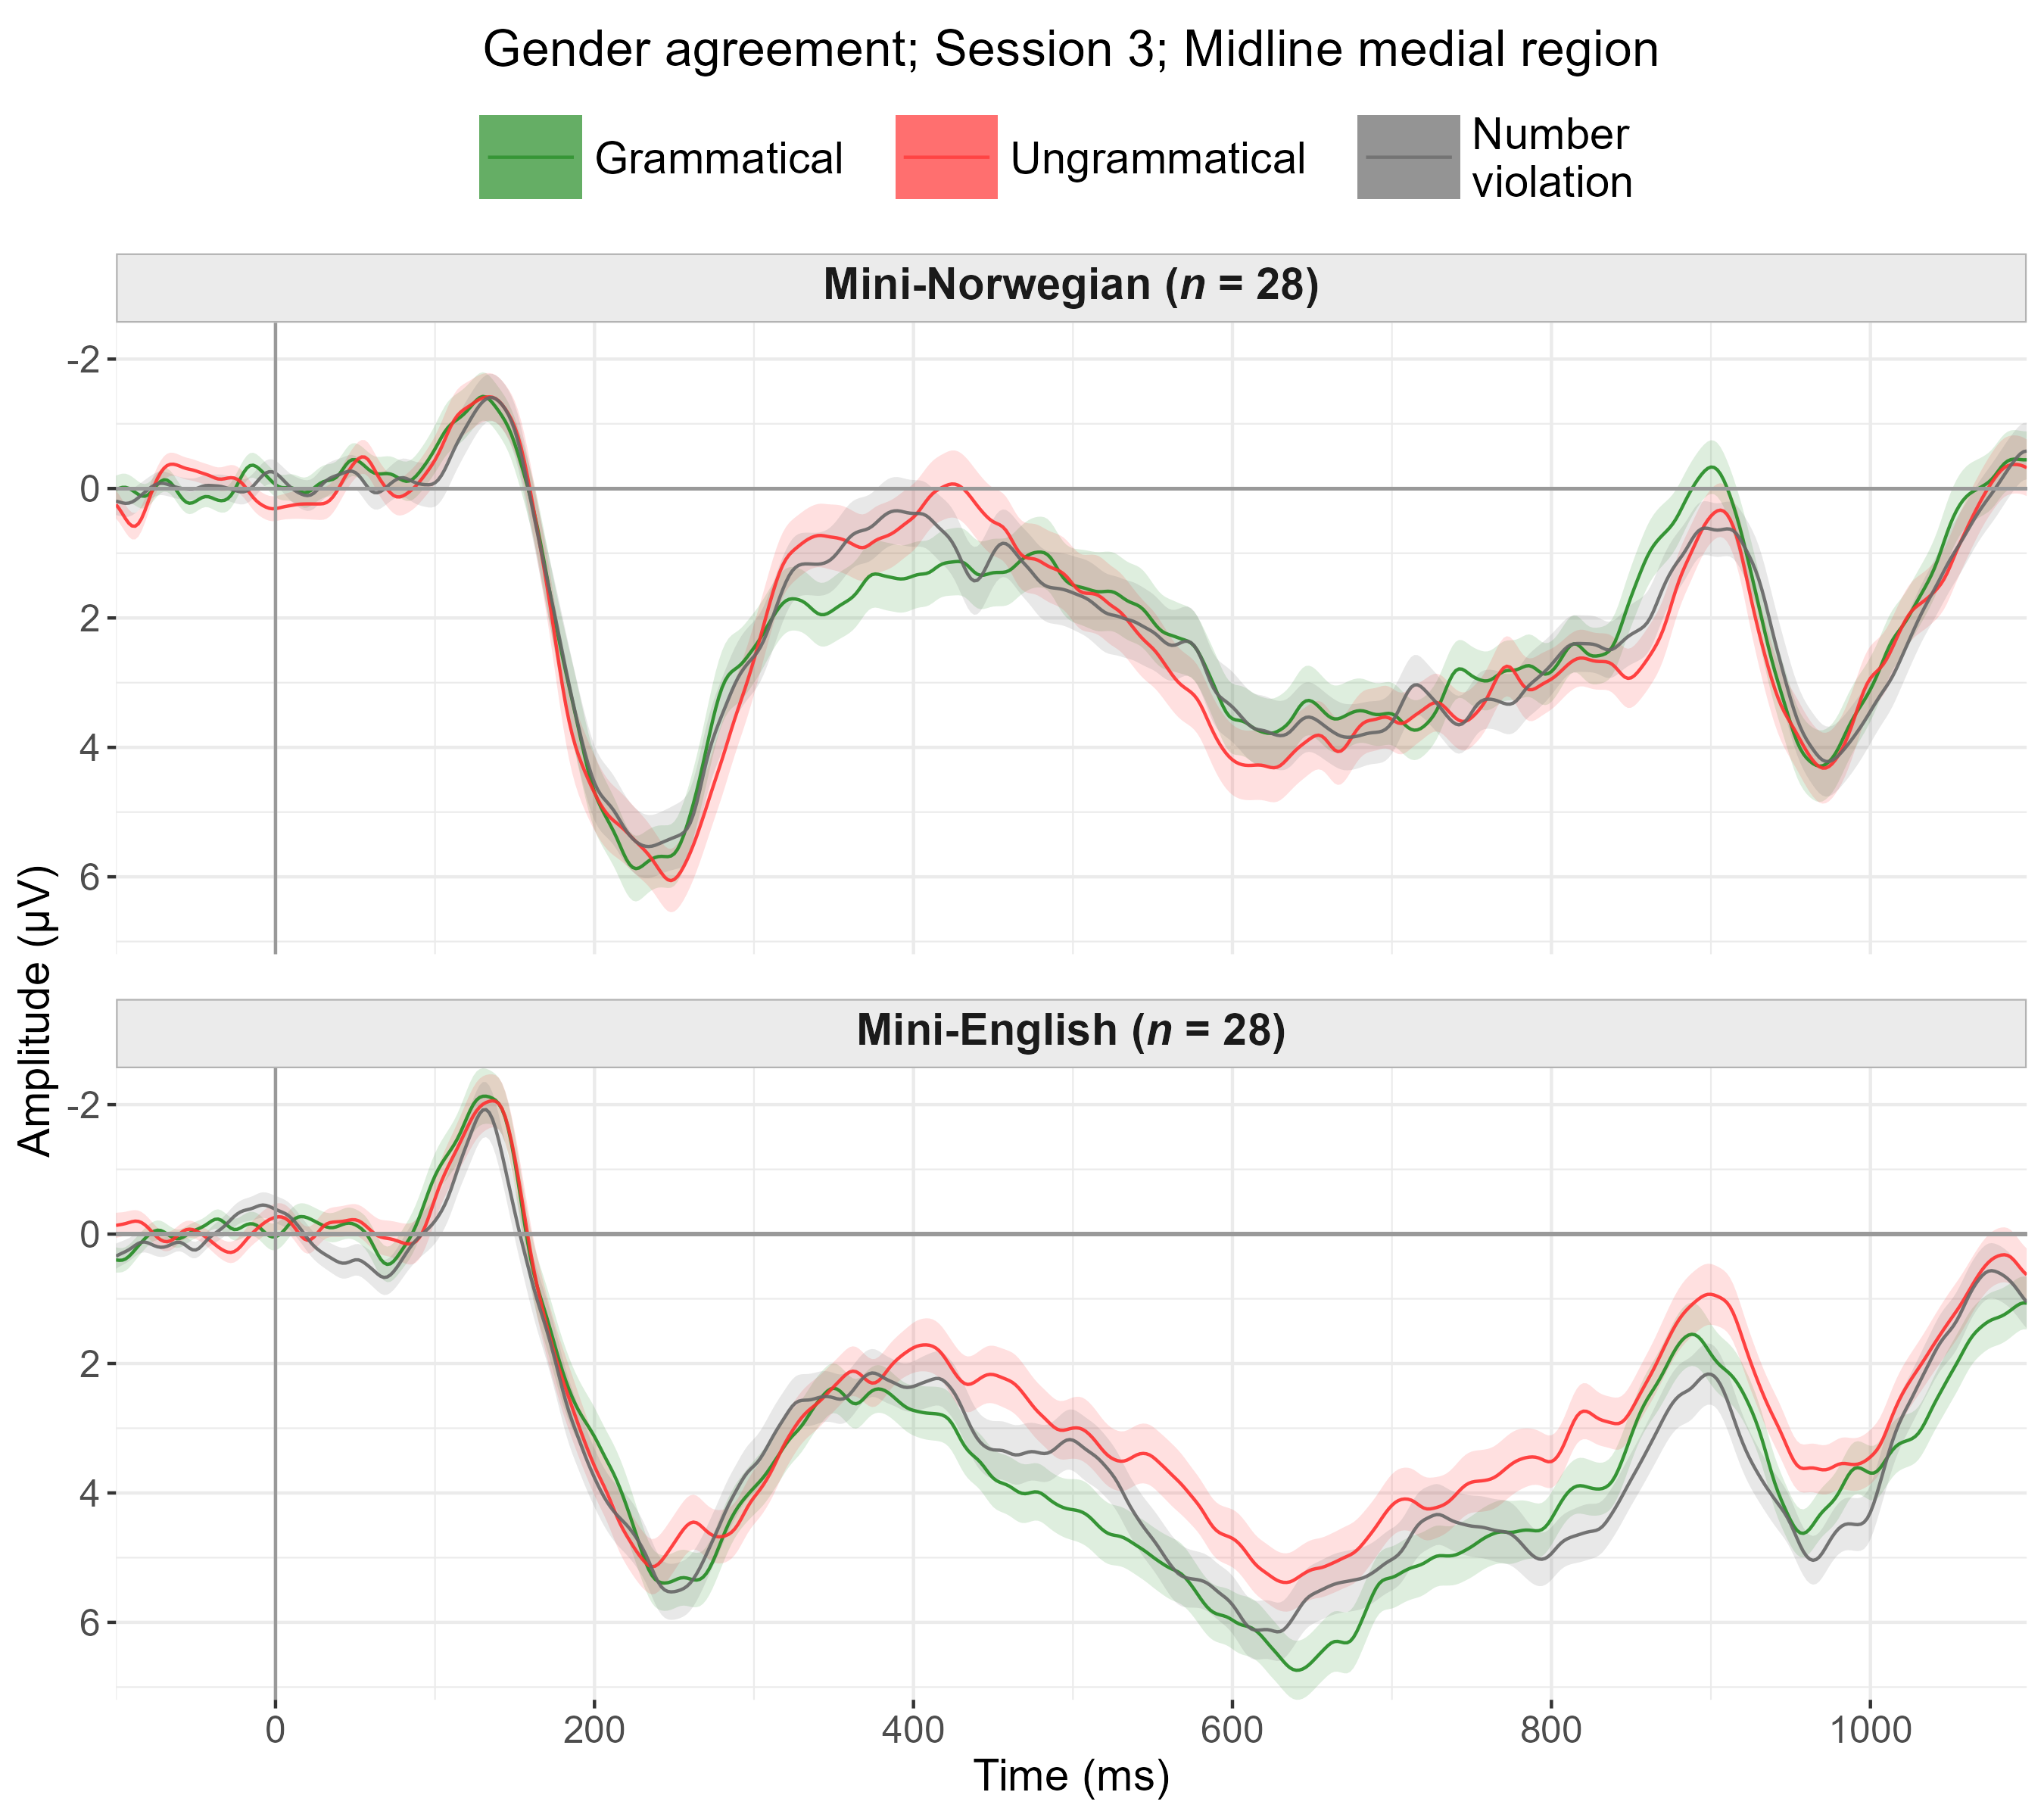 Gender agreement; Session 3; Midline medial region
Grammatical
Ungrammatical
Number
violation
Mini-Norwegian (n = 28)
-2
0
2
4
6
Mini-English (n = 28)
-2
0
2
4
6
Amplitude (µV)
0 200 400 600 800 1000
Time (ms)